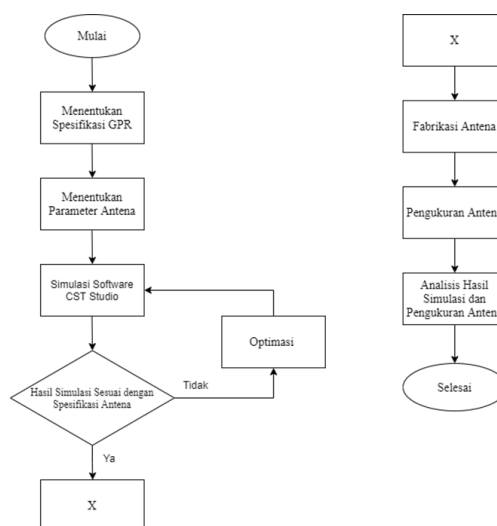 Mulai
Menentukan
Spesifikasi GPR
Menentukan
Parameter Antena
Simulasi Software
CST Studio
Optimasi
Hasil Simulasi Sesuai dengan
Spesifikasi Antena
Tidak
Ya
X
X
Fabrikasi Antena
Pengukuran Anten
Analisis Hasil
Simulasi dan
Pengukuran Anten
Selesai